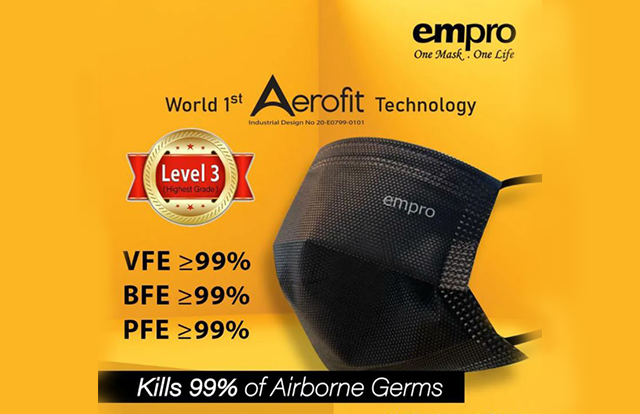 empro
One Mask . One Life
World 1st Aerofit Technology
Industrial Design No 20-E0799-0101
Level 3
(Highest Grade)
empro
VFE ≥99%
BFE ≥99%
PFE ≥99%
Kills 99% of Airborne Germs